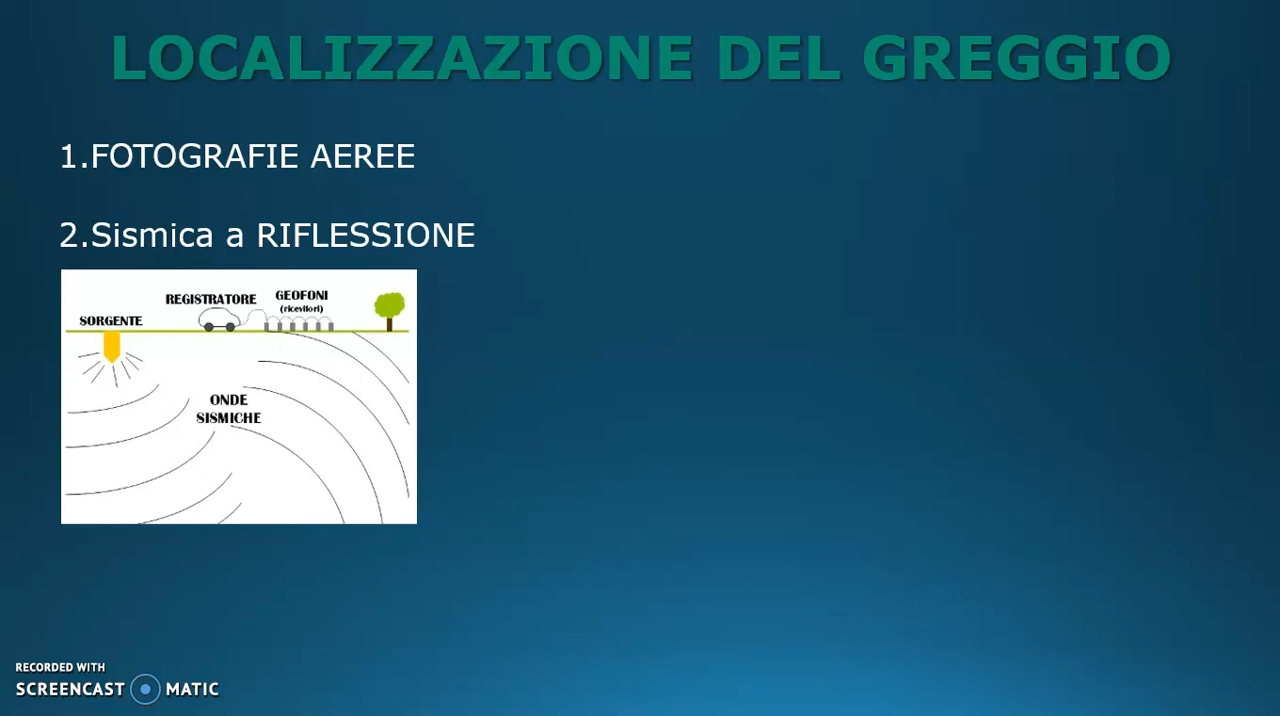 LOCALIZZAZIONE DEL GREGGIO
1.FOTOGRAFIE AEREE
2.Sismica a RIFLESSIONE
REGISTRATORE
GEOFONI
(ricevitori)
SORGENTE
ONDE
SISMICHE
RECORDED WITH
SCREENCAST MATIC